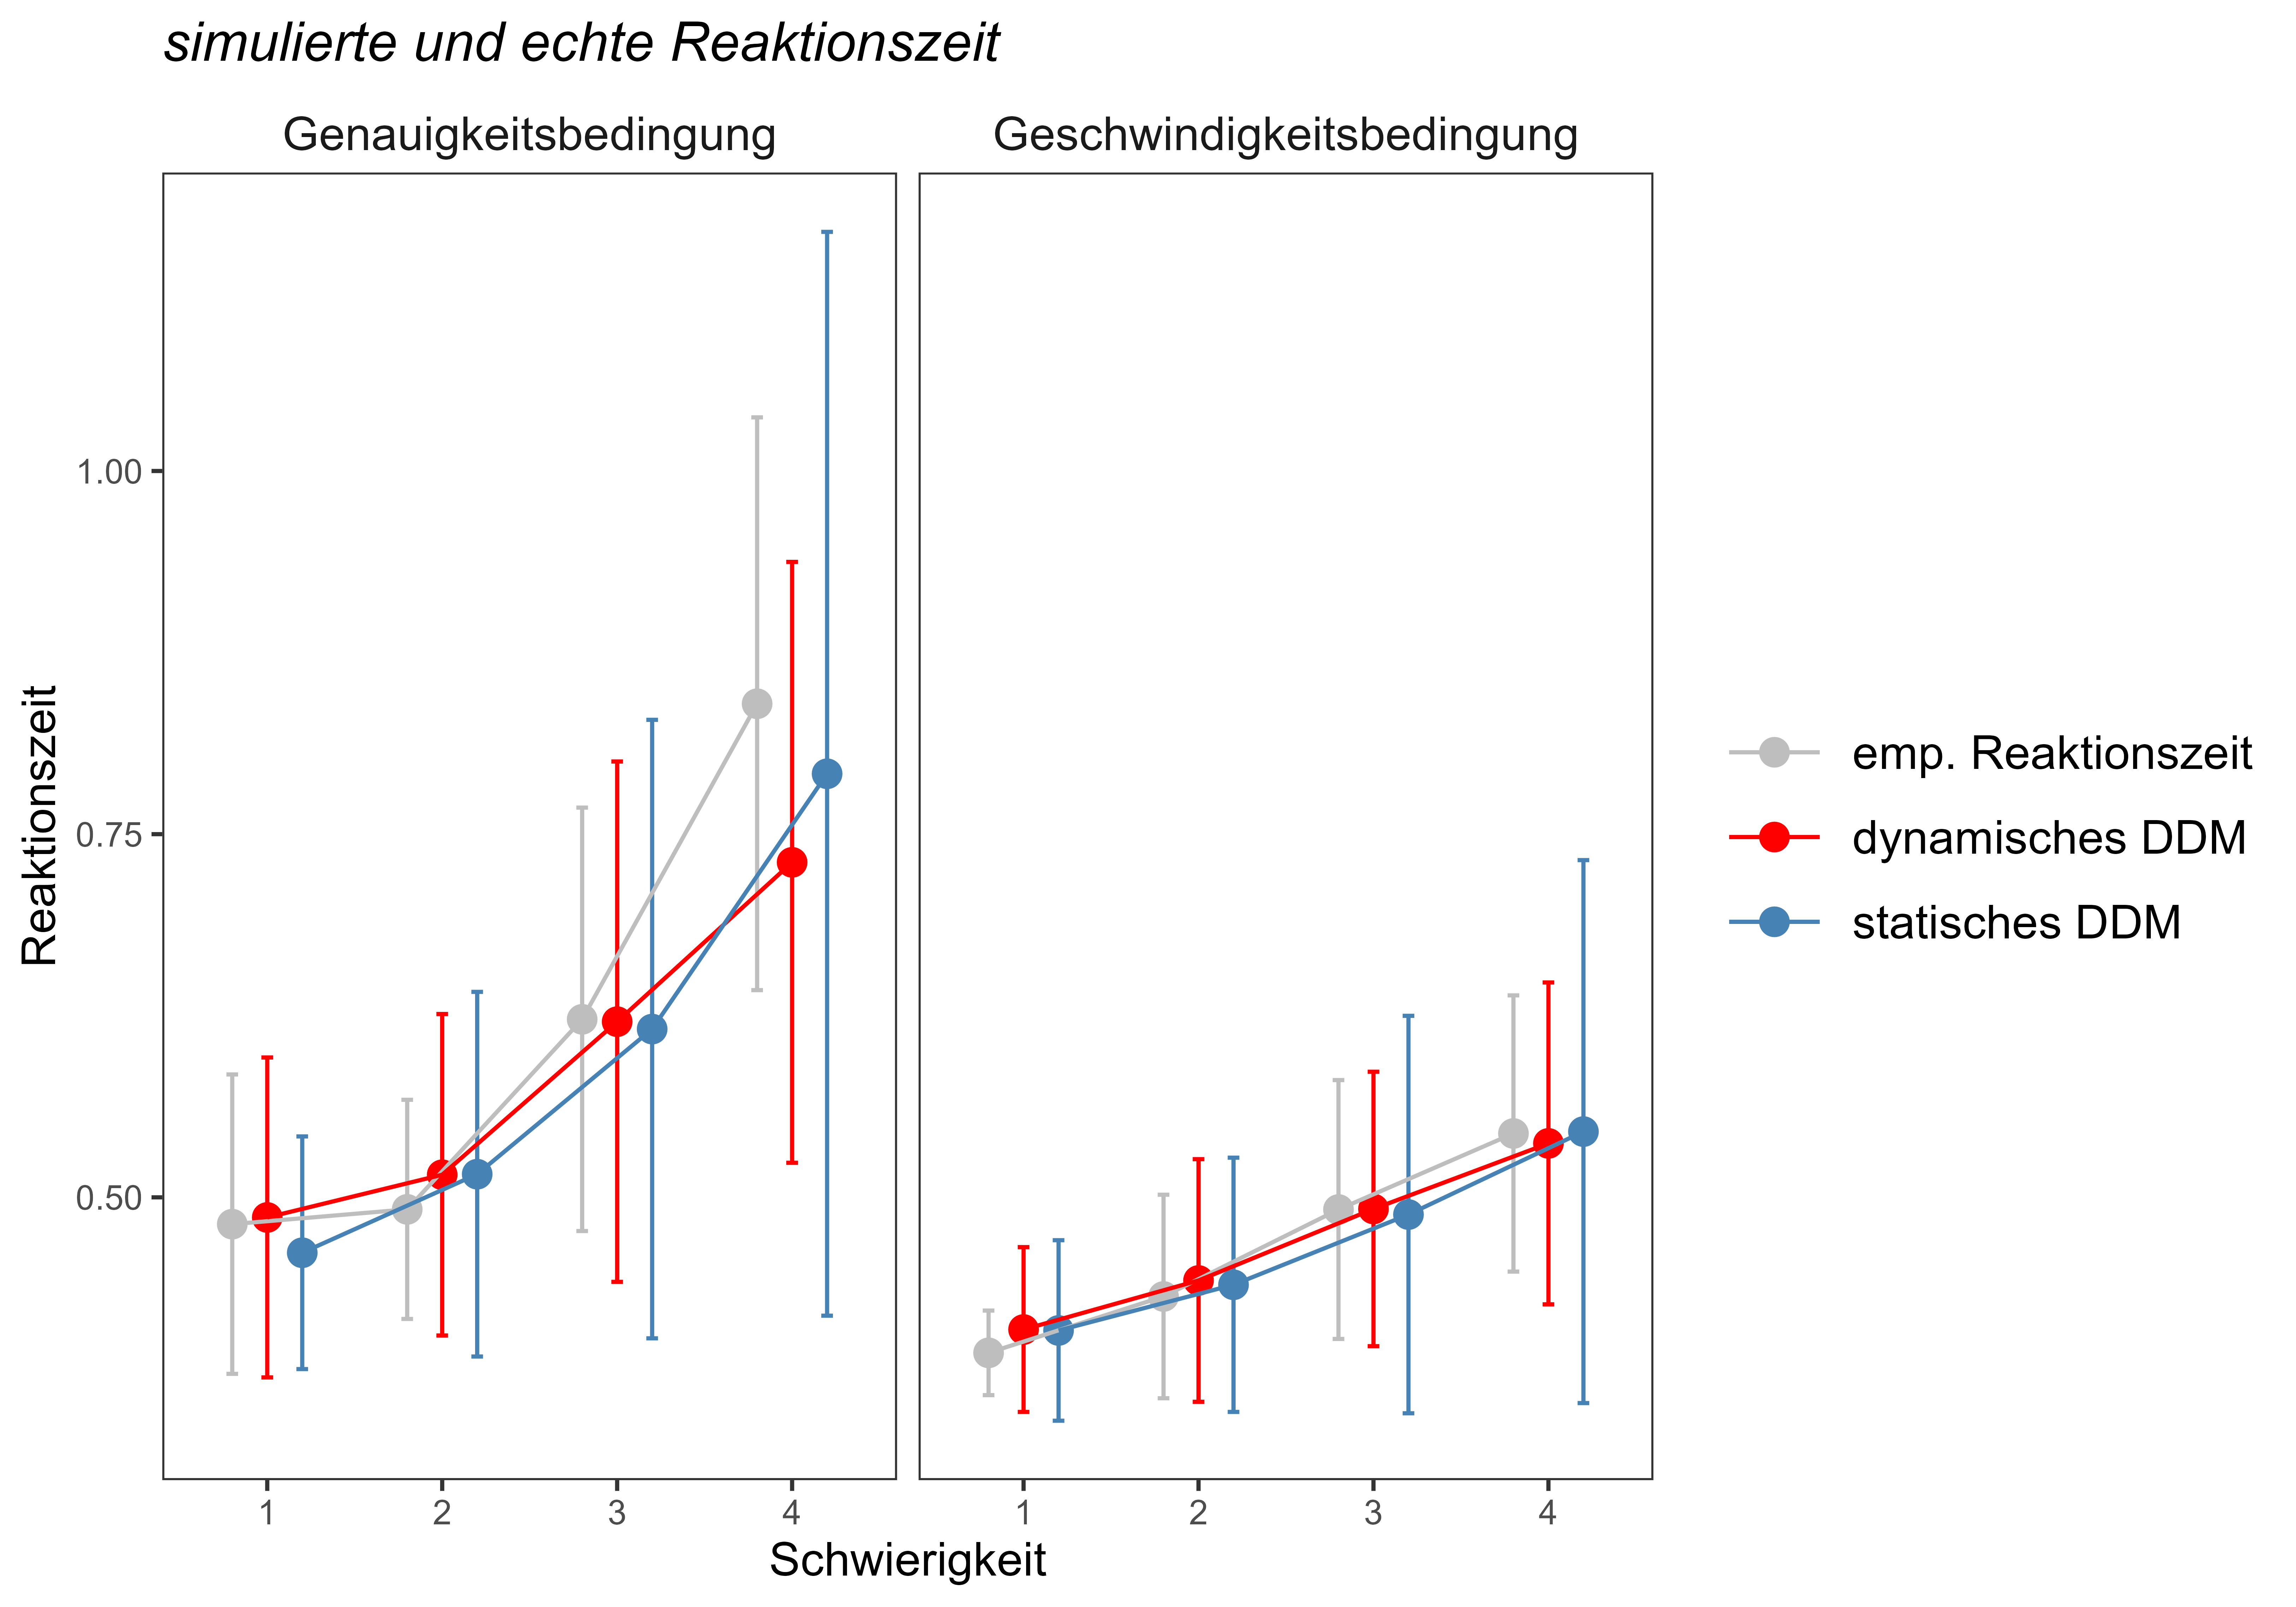 simulierte und echte Reaktionszeit
Genauigkeitsbedingung
Geschwindigkeitsbedingung
Reaktionszeit
1.00
0.75
0.50
1 2 3 4
1 2 3 4
Schwierigkeit
emp. Reaktionszeit
dynamisches DDM
statisches DDM